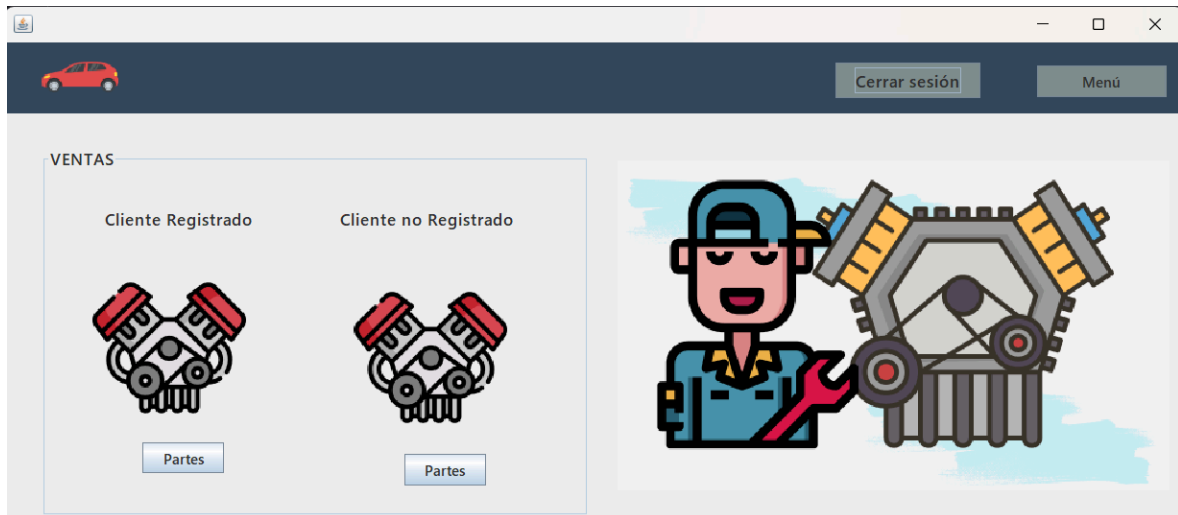 Cerrar sesión
Menú
VENTAS
Cliente Registrado
Cliente no Registrado
Partes
Partes